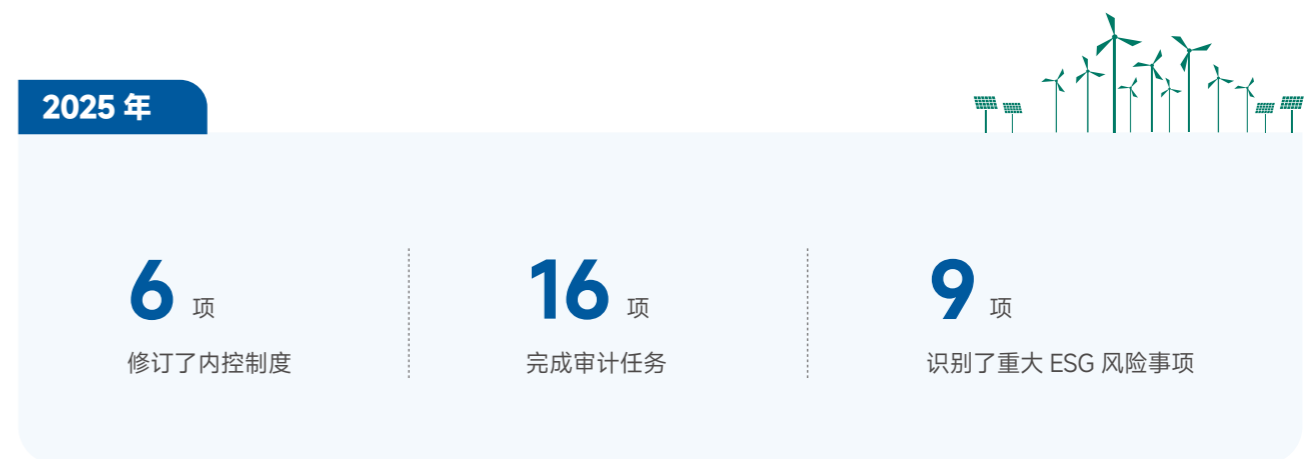 2025 年
6 项
修订了内控制度
16 项
完成审计任务
9 项
识别了重大 ESG 风险事项